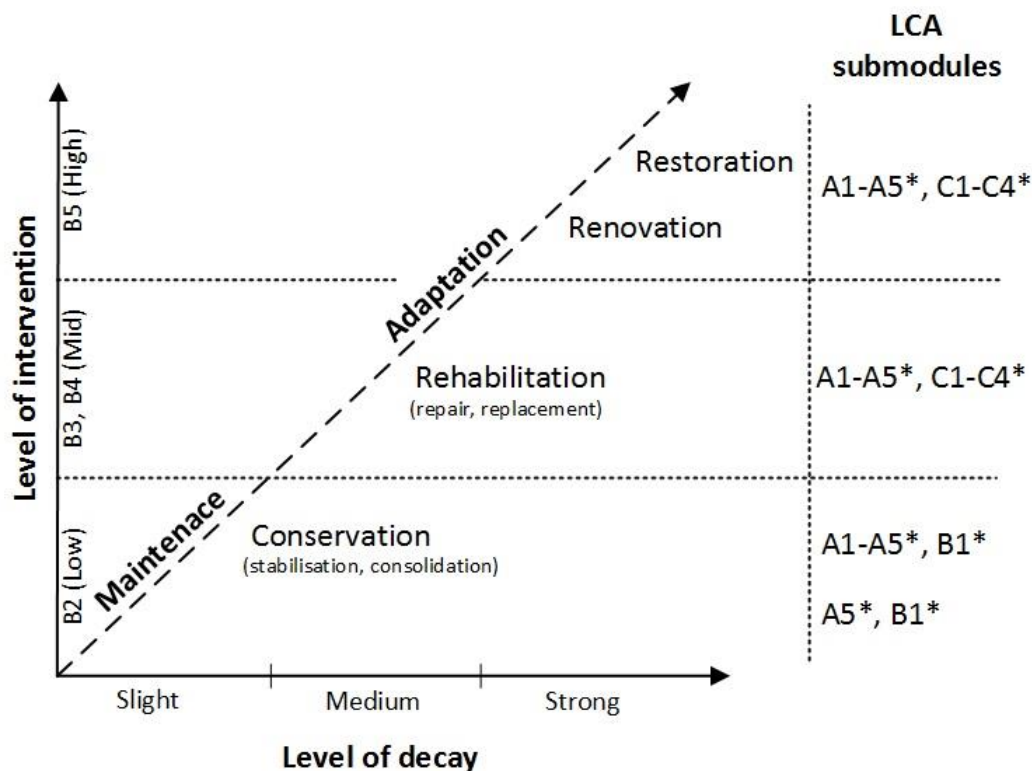 LCA
submodules
Level of intervention
B5 (High)
B3, B4 (Mid)
B2 (Low)
Restoration
A1-A5*, C1-C4*
Renovation
Adaptation
Rehabilitation
(repair, replacement)
A1-A5*, C1-C4*
Maintenace
Conservation
(stabilisation, consolidation)
A1-A5*, B1*
A5*, B1*
Slight
Medium
Strong
Level of decay